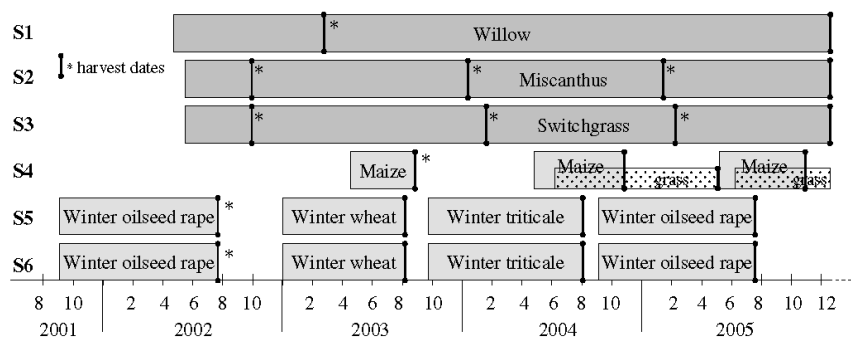 S1 * Willow
* harvest dates
S2 * * Miscanthus *
S3 * * Switchgrass *
S4 Maize * Maize grass Maize grass
S5 Winter oilseed rape * Winter wheat Winter triticale Winter oilseed rape
S6 Winter oilseed rape * Winter wheat Winter triticale Winter oilseed rape
8 10 2 4 6 8 10 2 4 6 8 10 2 4 6 8 10 2 4 6 8 10 12
2001 2002 2003 2004 2005